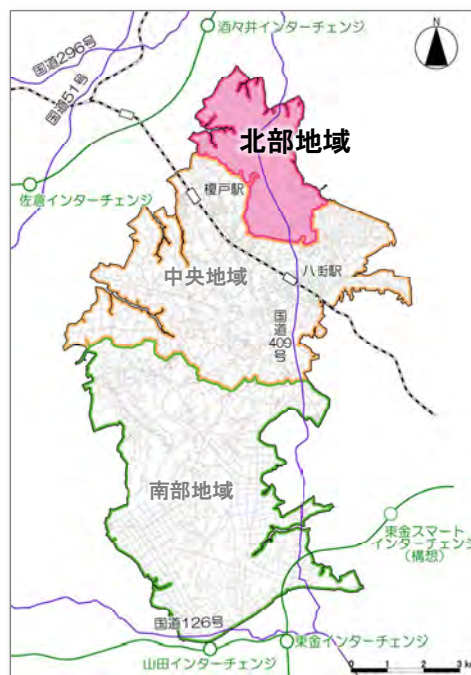 酒々井インターチェンジ
国道296号
国道51号
北部地域
榎戸駅
佐倉インターチェンジ
八街駅
中央地域
国道
409
号
南部地域
東金スマート
インターチェンジ
(構想)
国道126号
東金インターチェンジ
山田インターチェンジ
0 1 2 3 km